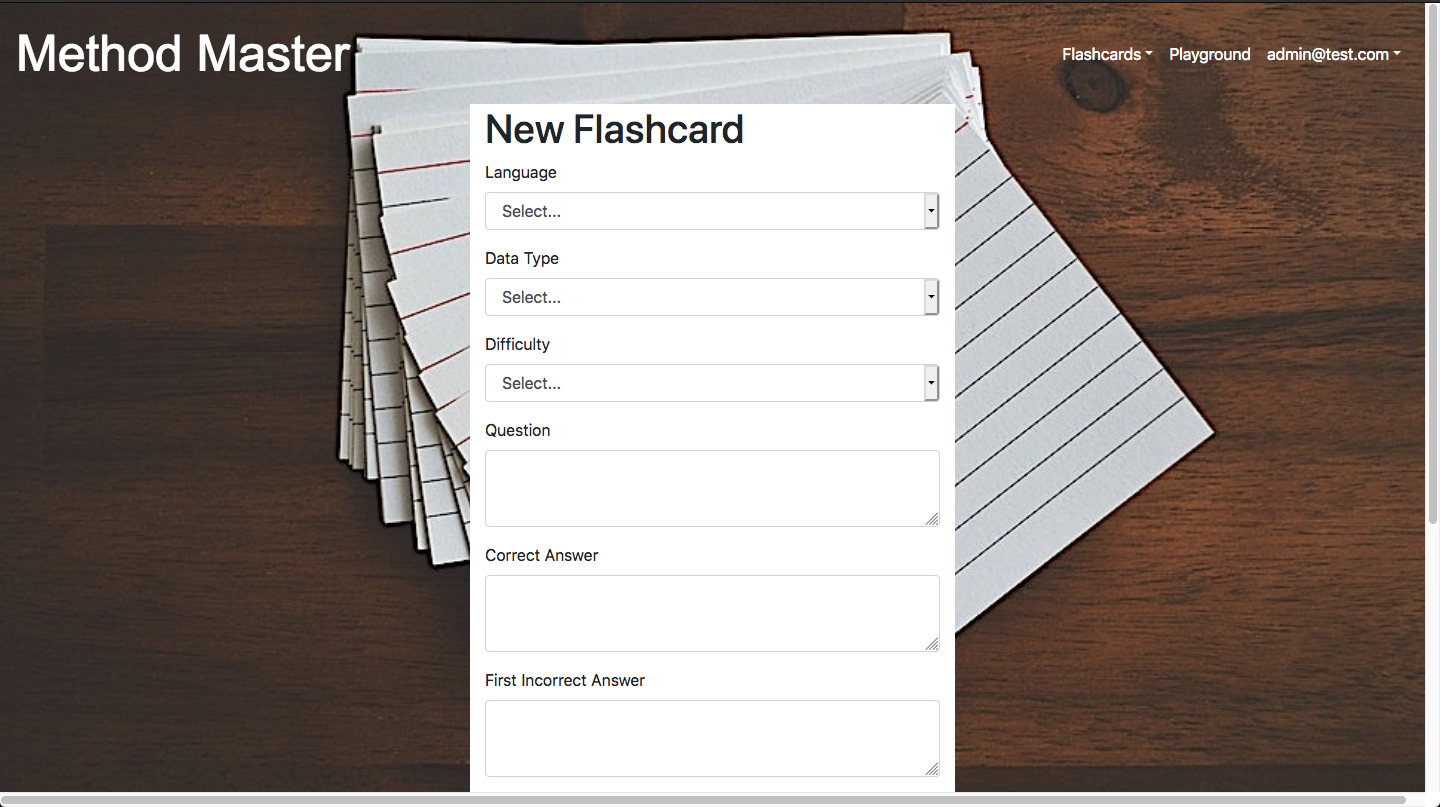 Method Master
Flashcards Playground admin@test.com
New Flashcard
Language
Select...
Data Type
Select...
Difficulty
Select...
Question
Correct Answer
First Incorrect Answer